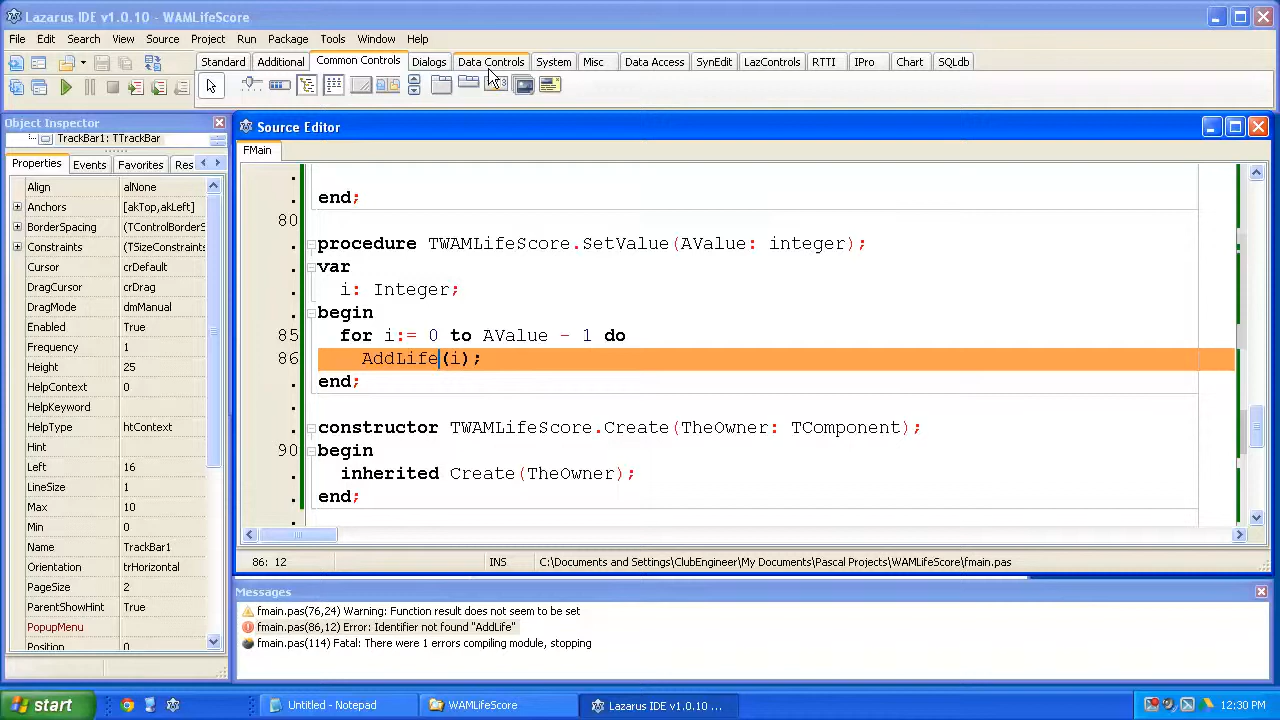 Lazarus IDE v1.0.10 - WAMLifeScore
File Edit Search View Source Project Run Package Tools Window Help
Standard Additional Common Controls Dialogs Data Controls System Misc Data Access SynEdit LazControls RTTI IPro Chart SQLdb
Object Inspector
TrackBar1: TTrackBar
Properties Events Favorites Res
Align alNone
Anchors [akTop,akLeft]
BorderSpacing (TControlBorderS
Constraints (TSizeConstraints
Cursor crDefault
DragCursor crDrag
DragMode dmManual
Enabled True
Frequency 1
Height 25
HelpContext 0
HelpKeyword
HelpType htContext
Hint
Left 16
LineSize 1
Max 10
Min 0
Name TrackBar1
Orientation trHorizontal
PageSize 2
ParentShowHint True
PopupMenu
Position 0
Source Editor
FMain
. end;
80
. procedure TWAMLifeScore.SetValue(AValue: integer);
. var
. i: Integer;
. begin
85 for i:= 0 to AValue - 1 do
86 AddLife(i);
. end;
.
. constructor TWAMLifeScore.Create(TheOwner: TComponent);
90 begin
. inherited Create(TheOwner);
. end;
.
86: 12 INS C:\Documents and Settings\ClubEngineer\My Documents\Pascal Projects\WAMLifeScore\fmain.pas
Messages
fmain.pas(76,24) Warning: Function result does not seem to be set
fmain.pas(86,12) Error: Identifier not found "AddLife"
fmain.pas(114) Fatal: There were 1 errors compiling module, stopping
start Untitled - Notepad WAMLifeScore Lazarus IDE v1.0.10 ... 12:30 PM